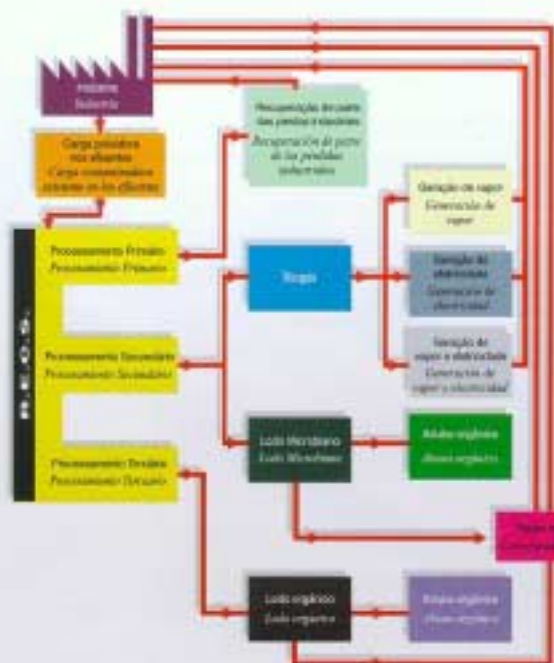 Indústria
Industria
Carga poluidora
nos efluentes
Carga contaminadora
existente en los efluentes
Recuperação de parte
das perdas industriais
Recuperación de parte
de las pérdidas
industriales
R.E.O.S.
Processamento Primário
Procesamiento Primario
Processamento Secundário
Procesamiento Secundário
Processamento Terciário
Procesamiento Terciario
Biogás
Geração de vapor
Generación de
vapor
Geração de
eletricidade
Generación de
electricidad
Geração de
vapor e eletricidade
Generación de
vapor y electricidad
Lodo Microbiano
Lodo Microbiano
Adubo orgânico
Abono orgánico
Lodo orgânico
Lodo orgánico
Adubo orgânico
Abono orgánico